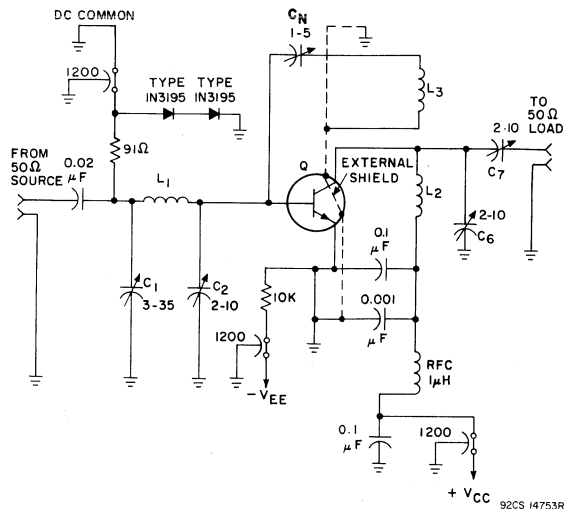 DC COMMON
1200
TYPE TYPE
IN3195 IN3195
91Ω
FROM
50Ω
SOURCE
0.02
μF
L1
C1
3-35
C2
2-10
CN
1-5
L3
Q
EXTERNAL
SHIELD
L2
TO
50Ω
LOAD
2-10
C7
2-10
C6
0.1
μF
0.001
μF
10K
1200
-VEE
RFC
1μH
0.1
μF
1200
+ VCC
92CS 14753R